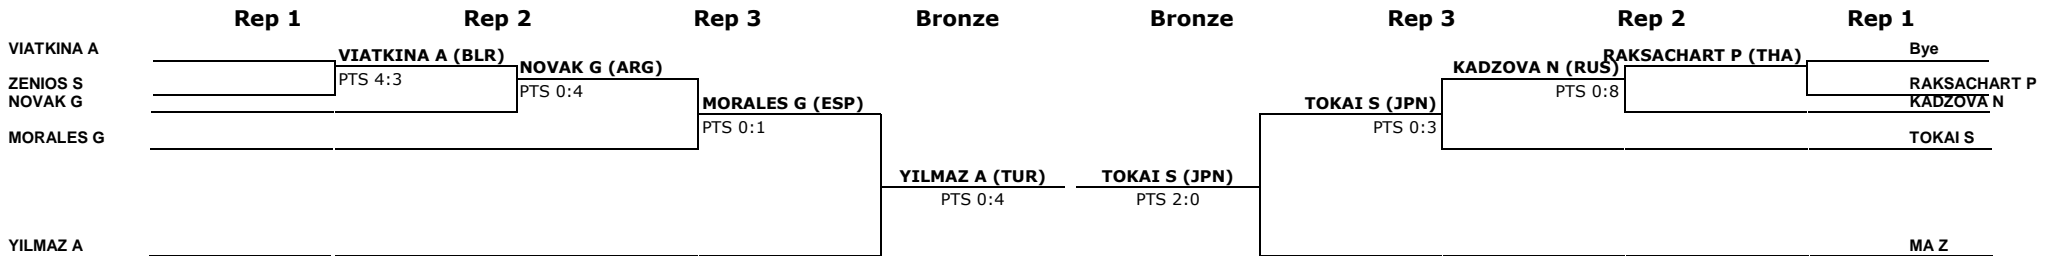 Rep 1 Rep 2 Rep 3 Bronze Bronze Rep 3 Rep 2 Rep 1
VIATKINA A Bye
VIATKINA A (BLR) RAKSACHART P (THA)
NOVAK G (ARG) KADZOVA N (RUS)
PTS 4:3
ZENIOS S RAKSACHART P
PTS 0:4 PTS 0:8
NOVAK G KADZOVA N
MORALES G (ESP) TOKAI S (JPN)
PTS 0:1 PTS 0:3
MORALES G TOKAI S
YILMAZ A (TUR) TOKAI S (JPN)
PTS 0:4 PTS 2:0
YILMAZ A MA Z